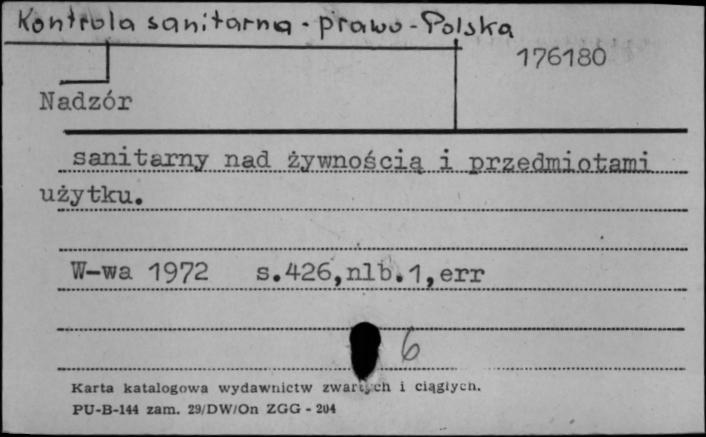 Kontrola sanitarna - prawo - Polska
176180
Nadzór
sanitarny nad żywnością i przedmiotami
użytku.
W-wa 1972 s.426,nlb.1,err
6
Karta katalogowa wydawnictw zwartych i ciągłych.
PU-B-144 zam. 29/DW/On ZGG - 204